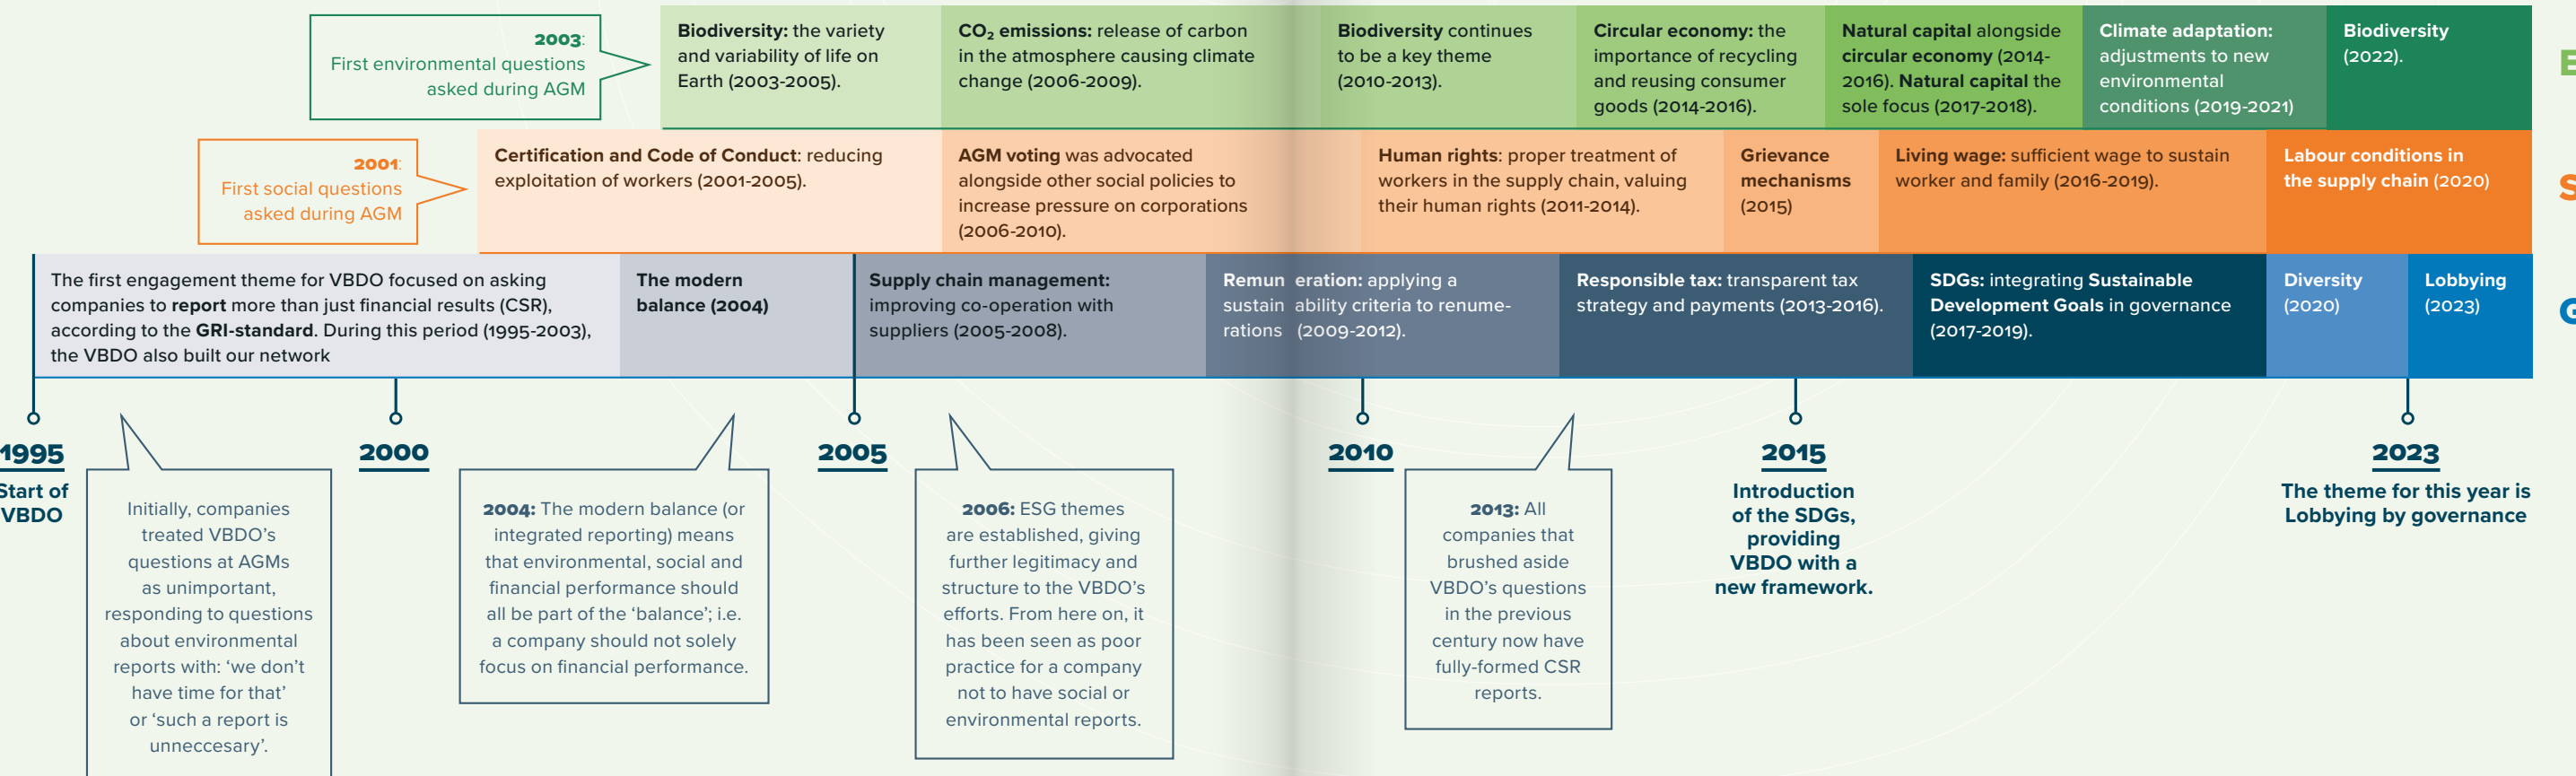 2003:
First environmental questions
asked during AGM
Biodiversity: the variety
and variability of life on
Earth (2003-2005).
CO₂ emissions: release of carbon
in the atmosphere causing climate
change (2006-2009).
Biodiversity continues
to be a key theme
(2010-2013).
Circular economy: the
importance of recycling
and reusing consumer
goods (2014-2016).
Natural capital alongside
circular economy (2014-
2016). Natural capital the
sole focus (2017-2018).
Climate adaptation:
adjustments to new
environmental
conditions (2019-2021)
Biodiversity
(2022).
E
2001:
First social questions
asked during AGM
Certification and Code of Conduct: reducing
exploitation of workers (2001-2005).
AGM voting was advocated
alongside other social policies to
increase pressure on corporations
(2006-2010).
Human rights: proper treatment of
workers in the supply chain, valuing
their human rights (2011-2014).
Grievance
mechanisms
(2015)
Living wage: sufficient wage to sustain
worker and family (2016-2019).
Labour conditions in
the supply chain (2020)
S
The first engagement theme for VBDO focused on asking
companies to report more than just financial results (CSR),
according to the GRI-standard. During this period (1995-2003),
the VBDO also built our network
The modern
balance (2004)
Supply chain management:
improving co-operation with
suppliers (2005-2008).
Remuneration: applying a
sustainability criteria to renume-
rations (2009-2012).
Responsible tax: transparent tax
strategy and payments (2013-2016).
SDGs: integrating Sustainable
Development Goals in governance
(2017-2019).
Diversity
(2020)
Lobbying
(2023)
G
1995
Start of
VBDO
Initially, companies
treated VBDO's
questions at AGMs
as unimportant,
responding to questions
about environmental
reports with: 'we don't
have time for that'
or 'such a report is
unneccesary'.
2000
2004: The modern balance (or
integrated reporting) means
that environmental, social and
financial performance should
all be part of the 'balance'; i.e.
a company should not solely
focus on financial performance.
2005
2006: ESG themes
are established, giving
further legitimacy and
structure to the VBDO's
efforts. From here on, it
has been seen as poor
practice for a company
not to have social or
environmental reports.
2010
2013: All
companies that
brushed aside
VBDO's questions
in the previous
century now have
fully-formed CSR
reports.
2015
Introduction
of the SDGs,
providing
VBDO with a
new framework.
2023
The theme for this year is
Lobbying by governance